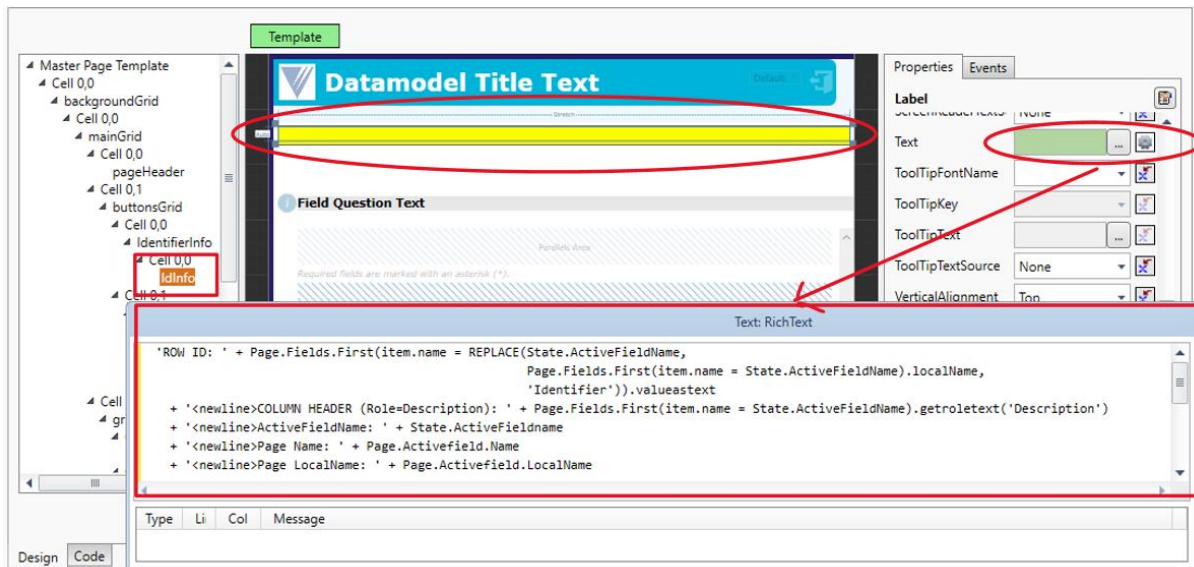 Template
Master Page Template
Cell 0,0
backgroundGrid
Cell 0,0
mainGrid
Cell 0,0
pageHeader
Cell 0,1
buttonsGrid
Cell 0,0
IdentifierInfo
Cell 0,0
IdInfo
Cell 0,1
Cell
gr
Design Code
Datamodel Title Text
Default
Stretch
Auto
Field Question Text
Parallels Area
Required fields are marked with an asterisk (*).
Properties Events
Label
ScreenReaderTextS None
Text ...
ToolTipFontName
ToolTipKey
ToolTipText ...
ToolTipTextSource None
VerticalAlignment Top
Text: RichText
'ROW ID: ' + Page.Fields.First(item.name = REPLACE(State.ActiveFieldName,
Page.Fields.First(item.name = State.ActiveFieldName).localName,
'Identifier')).valueastext
+ '<newline>COLUMN HEADER (Role=Description): ' + Page.Fields.First(item.name = State.ActiveFieldName).getroletext('Description')
+ '<newline>ActiveFieldName: ' + State.ActiveFieldname
+ '<newline>Page Name: ' + Page.Activefield.Name
+ '<newline>Page LocalName: ' + Page.Activefield.LocalName
Type Li Col Message